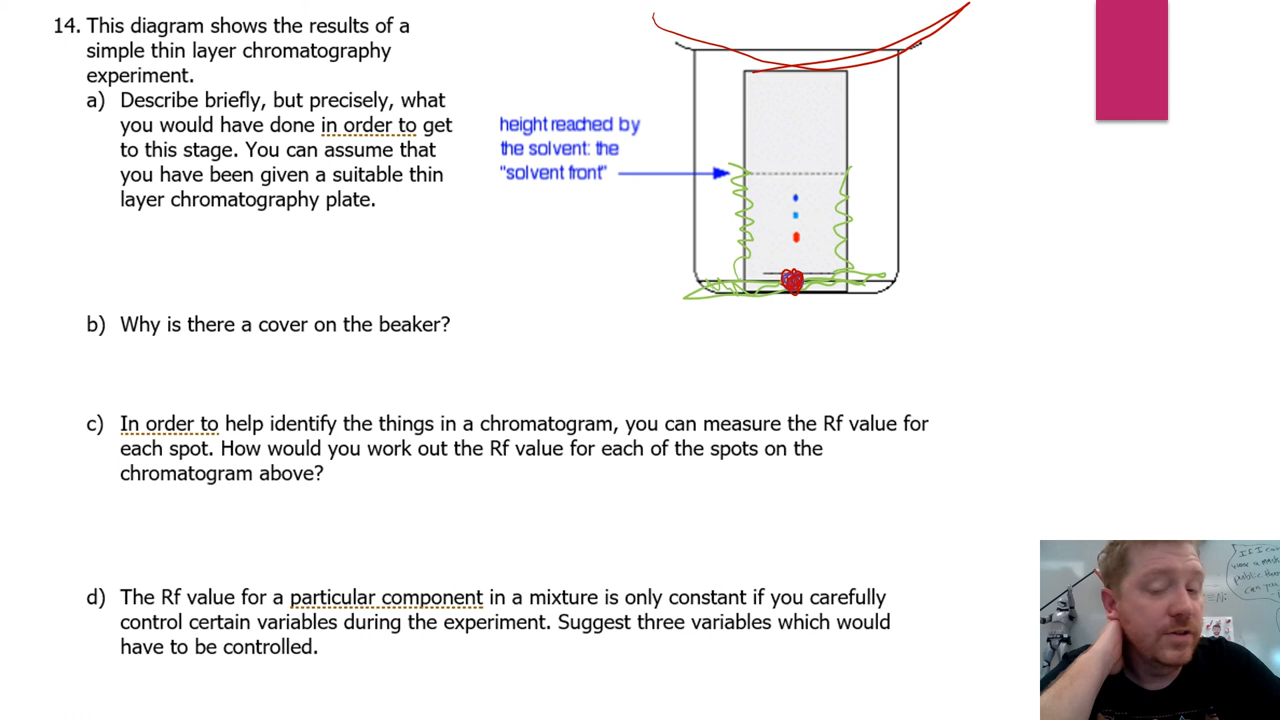 14. This diagram shows the results of a
simple thin layer chromatography
experiment.
a) Describe briefly, but precisely, what
you would have done in order to get
to this stage. You can assume that
you have been given a suitable thin
layer chromatography plate.
height reached by
the solvent: the
"solvent front"
b) Why is there a cover on the beaker?
c) In order to help identify the things in a chromatogram, you can measure the Rf value for
each spot. How would you work out the Rf value for each of the spots on the
chromatogram above?
d) The Rf value for a particular component in a mixture is only constant if you carefully
control certain variables during the experiment. Suggest three variables which would
have to be controlled.